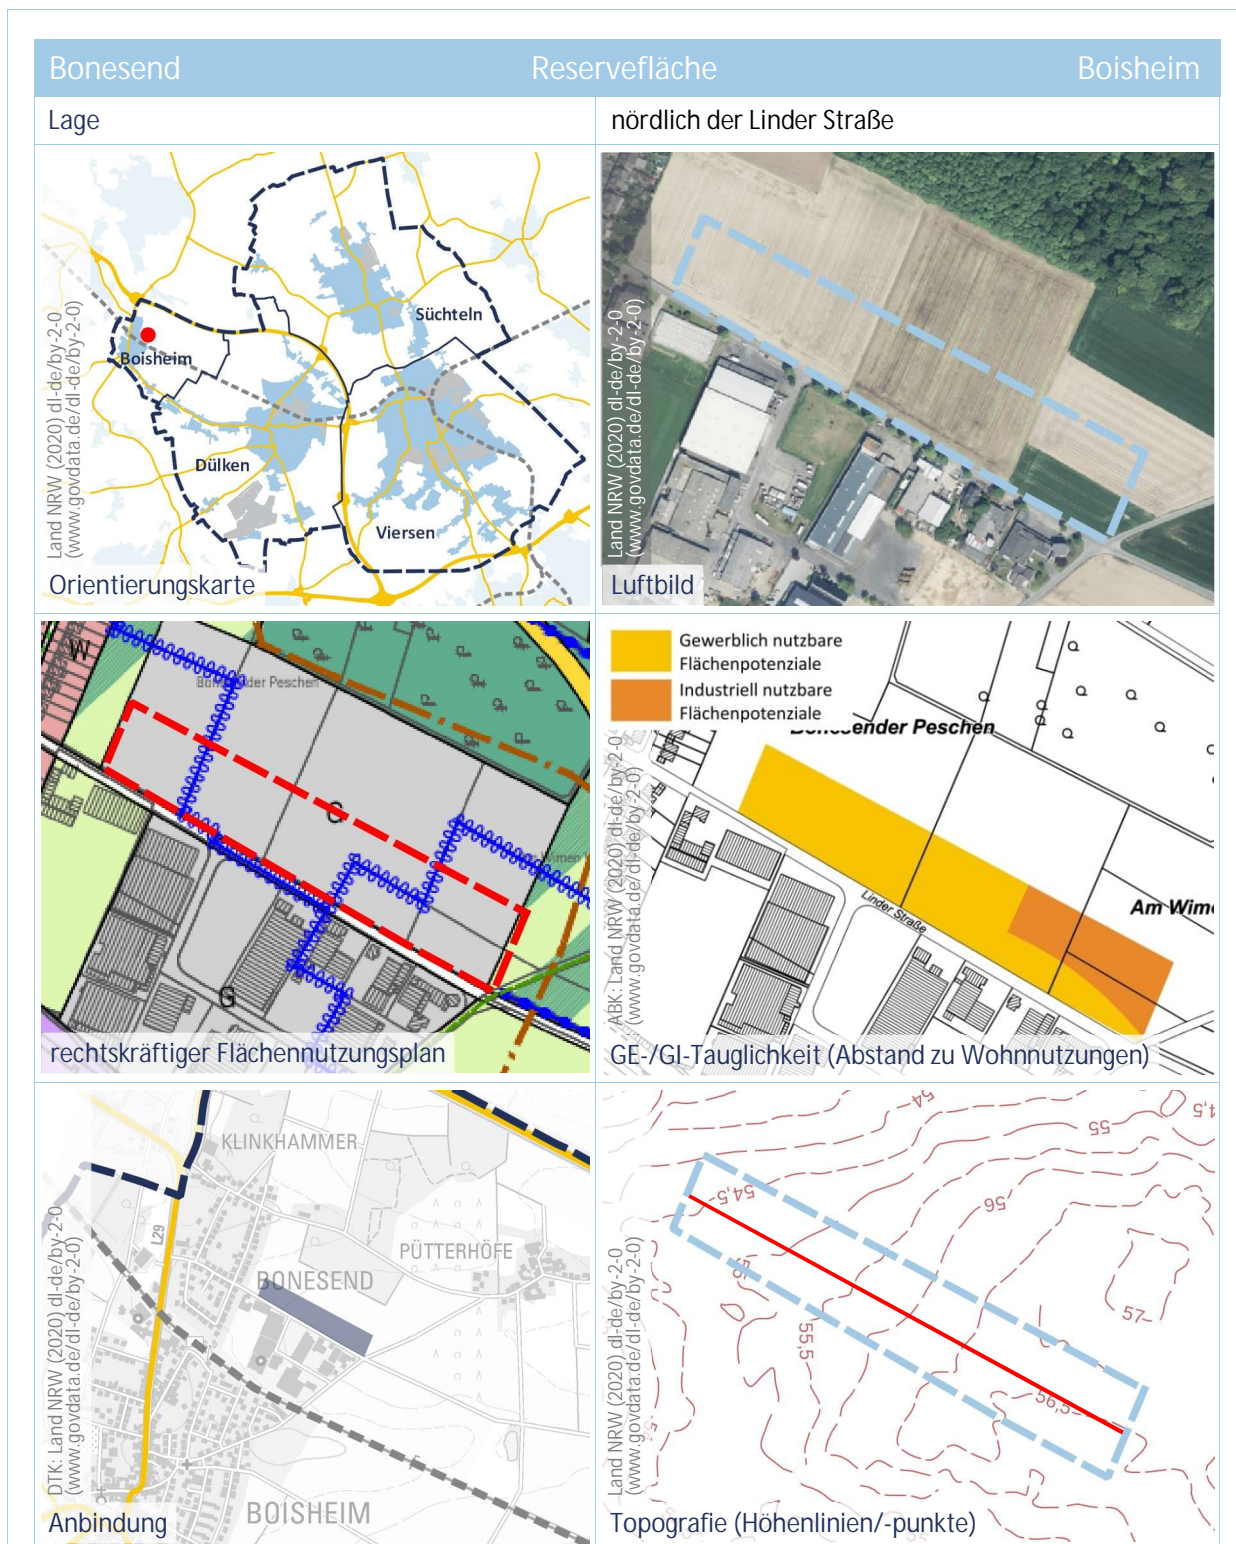 Bonesend Reservefläche Boisheim
Lage
nördlich der Linder Straße
Süchteln
Boisheim
Dülken
Viersen
Land NRW (2020) dl-de/by-2-0
(www.govdata.de/dl-de/by-2-0)
Orientierungskarte
Land NRW (2020) dl-de/by-2-0
(www.govdata.de/dl-de/by-2-0)
Luftbild
W
G
G
rechtskräftiger Flächennutzungsplan
Gewerblich nutzbare
Flächenpotenziale
Industriell nutzbare
Flächenpotenziale
Bonesender Peschen
Am Wim
Linder Straße
ABK: Land NRW (2020) dl-de/by-2-0
(www.govdata.de/dl-de/by-2-0)
GE-/GI-Tauglichkeit (Abstand zu Wohnnutzungen)
KLINKHAMMER
L29
PÜTTERHÖFE
BONESEND
BOISHEIM
DTK: Land NRW (2020) dl-de/by-2-0
(www.govdata.de/dl-de/by-2-0)
Anbindung
54
55
54,5
56
55,5
57
56,5
Land NRW (2020) dl-de/by-2-0
(www.govdata.de/dl-de/by-2-0)
Topografie (Höhenlinien/-punkte)